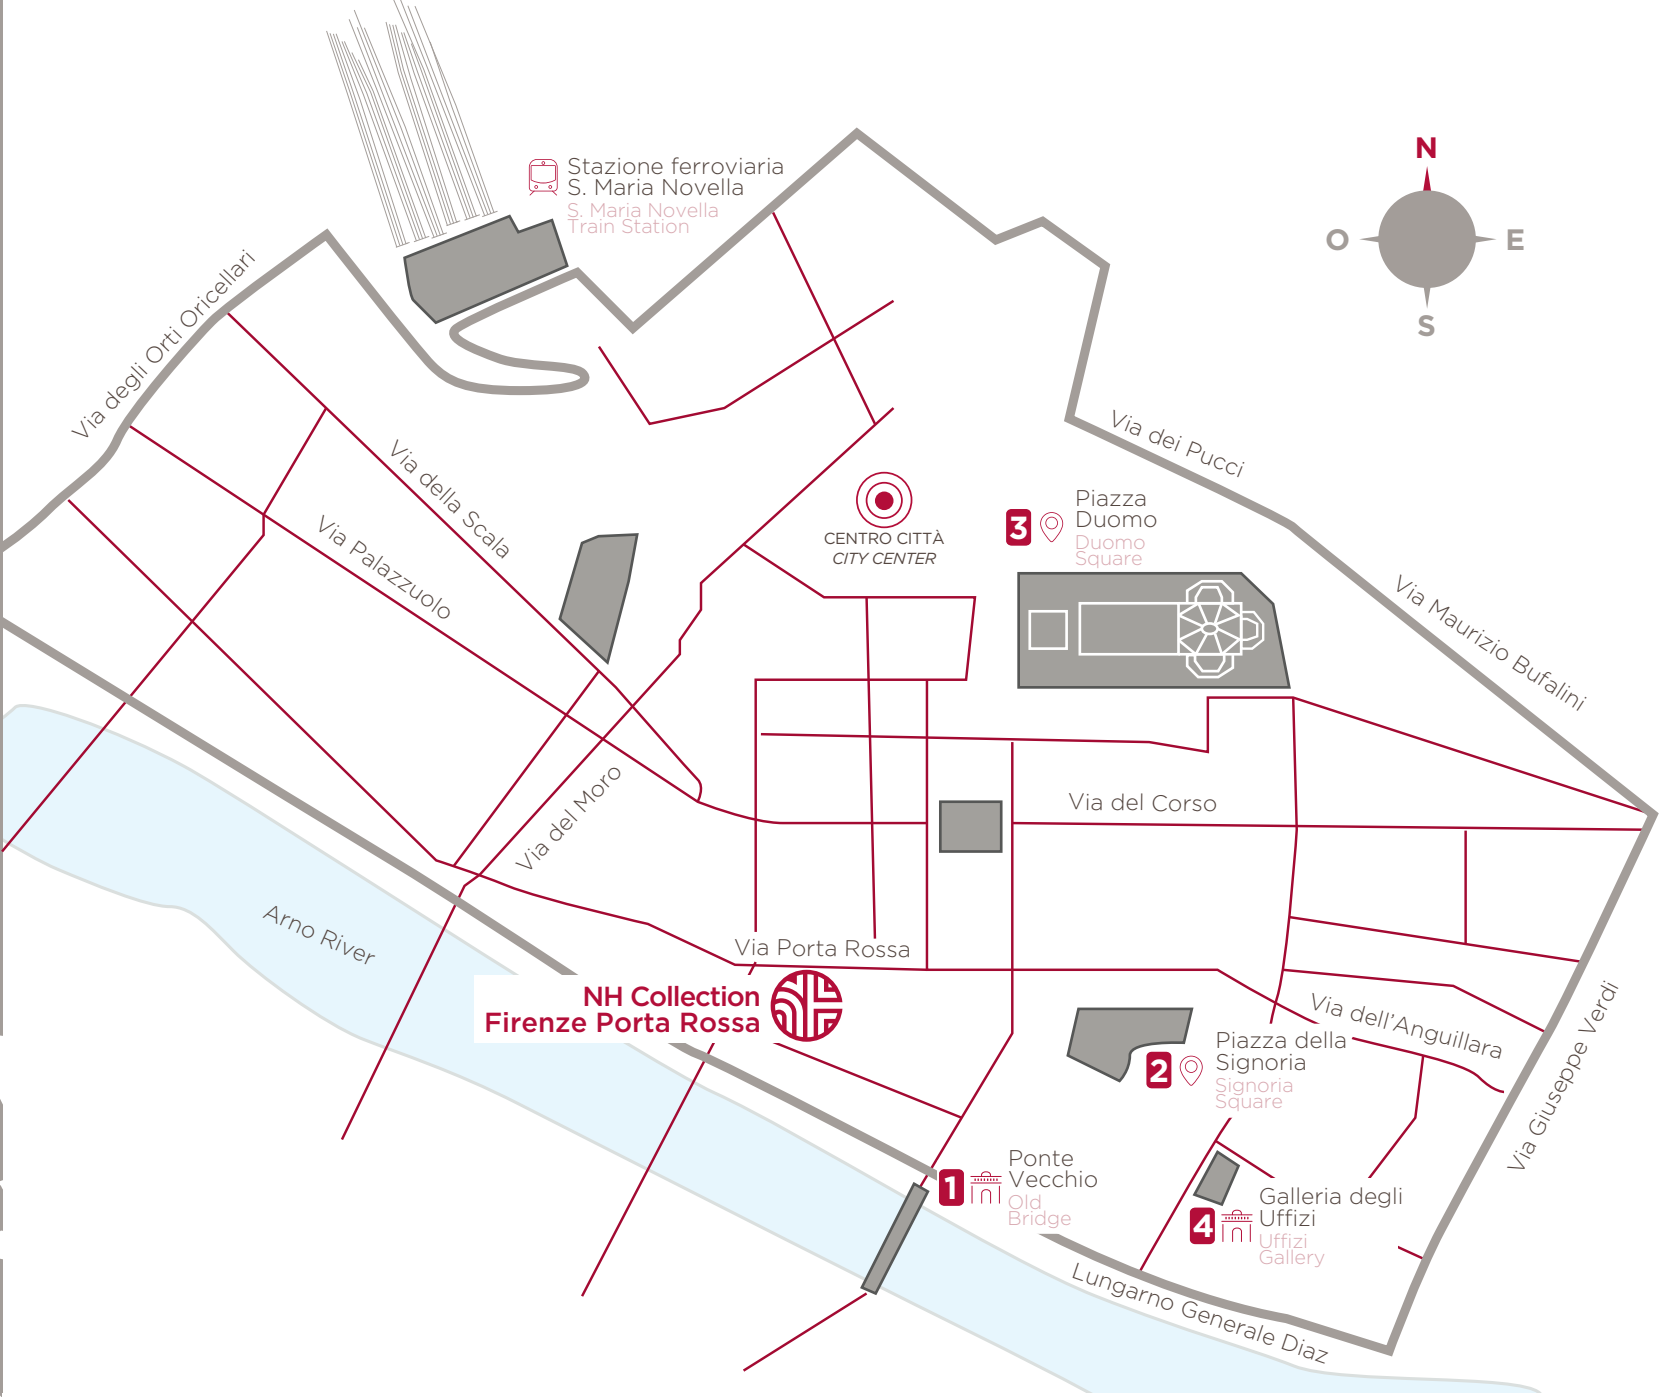 Stazione ferroviaria
S. Maria Novella
S. Maria Novella
Train Station
N
O
E
S
Via degli Orti Oricellari
Via della Scala
Via Palazzuolo
Via dei Pucci
CENTRO CITTÀ
CITY CENTER
3
Piazza
Duomo
Duomo
Square
Via Maurizio Bufalini
Via del Moro
Via del Corso
Arno River
Via Porta Rossa
NH Collection
Firenze Porta Rossa
Via dell'Anguillara
Via Giuseppe Verdi
2
Piazza della
Signoria
Signoria
Square
1
Ponte
Vecchio
Old
Bridge
4
Galleria degli
Uffizi
Uffizi
Gallery
Lungarno Generale Diaz